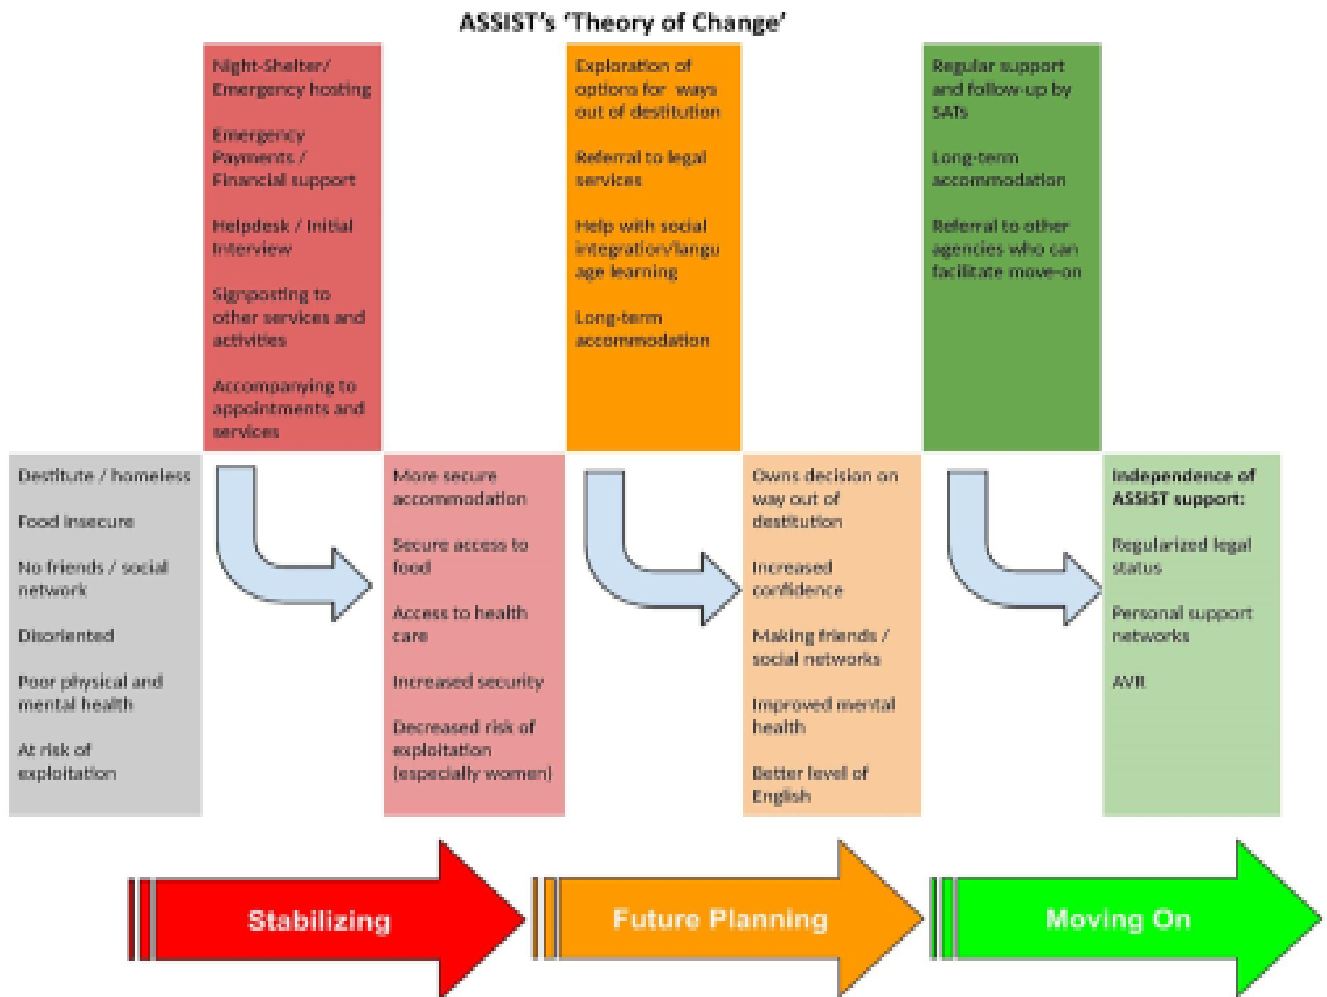 ASSIST's 'Theory of Change'
Night-Shelter/
Emergency hosting
Emergency
Payments /
Financial support
Helpdesk / Initial
Interview
Signposting to
other services and
activities
Accompanying to
appointments and
services
Exploration of
options for ways
out of destitution
Referral to legal
services
Help with social
integration/langu
age learning
Long-term
accommodation
Regular support
and follow-up by
SATs
Long-term
accommodation
Referral to other
agencies who can
facilitate move-on
Destitute / homeless
Food insecure
No friends / social
network
Disoriented
Poor physical and
mental health
At risk of
exploitation
More secure
accommodation
Secure access to
food
Access to health
care
Increased security
Decreased risk of
exploitation
(especially women)
Owns decision on
way out of
destitution
Increased
confidence
Making friends /
social networks
Improved mental
health
Better level of
English
Independence of
ASSIST support:
Regularized legal
status
Personal support
networks
AVR
Stabilizing
Future Planning
Moving On